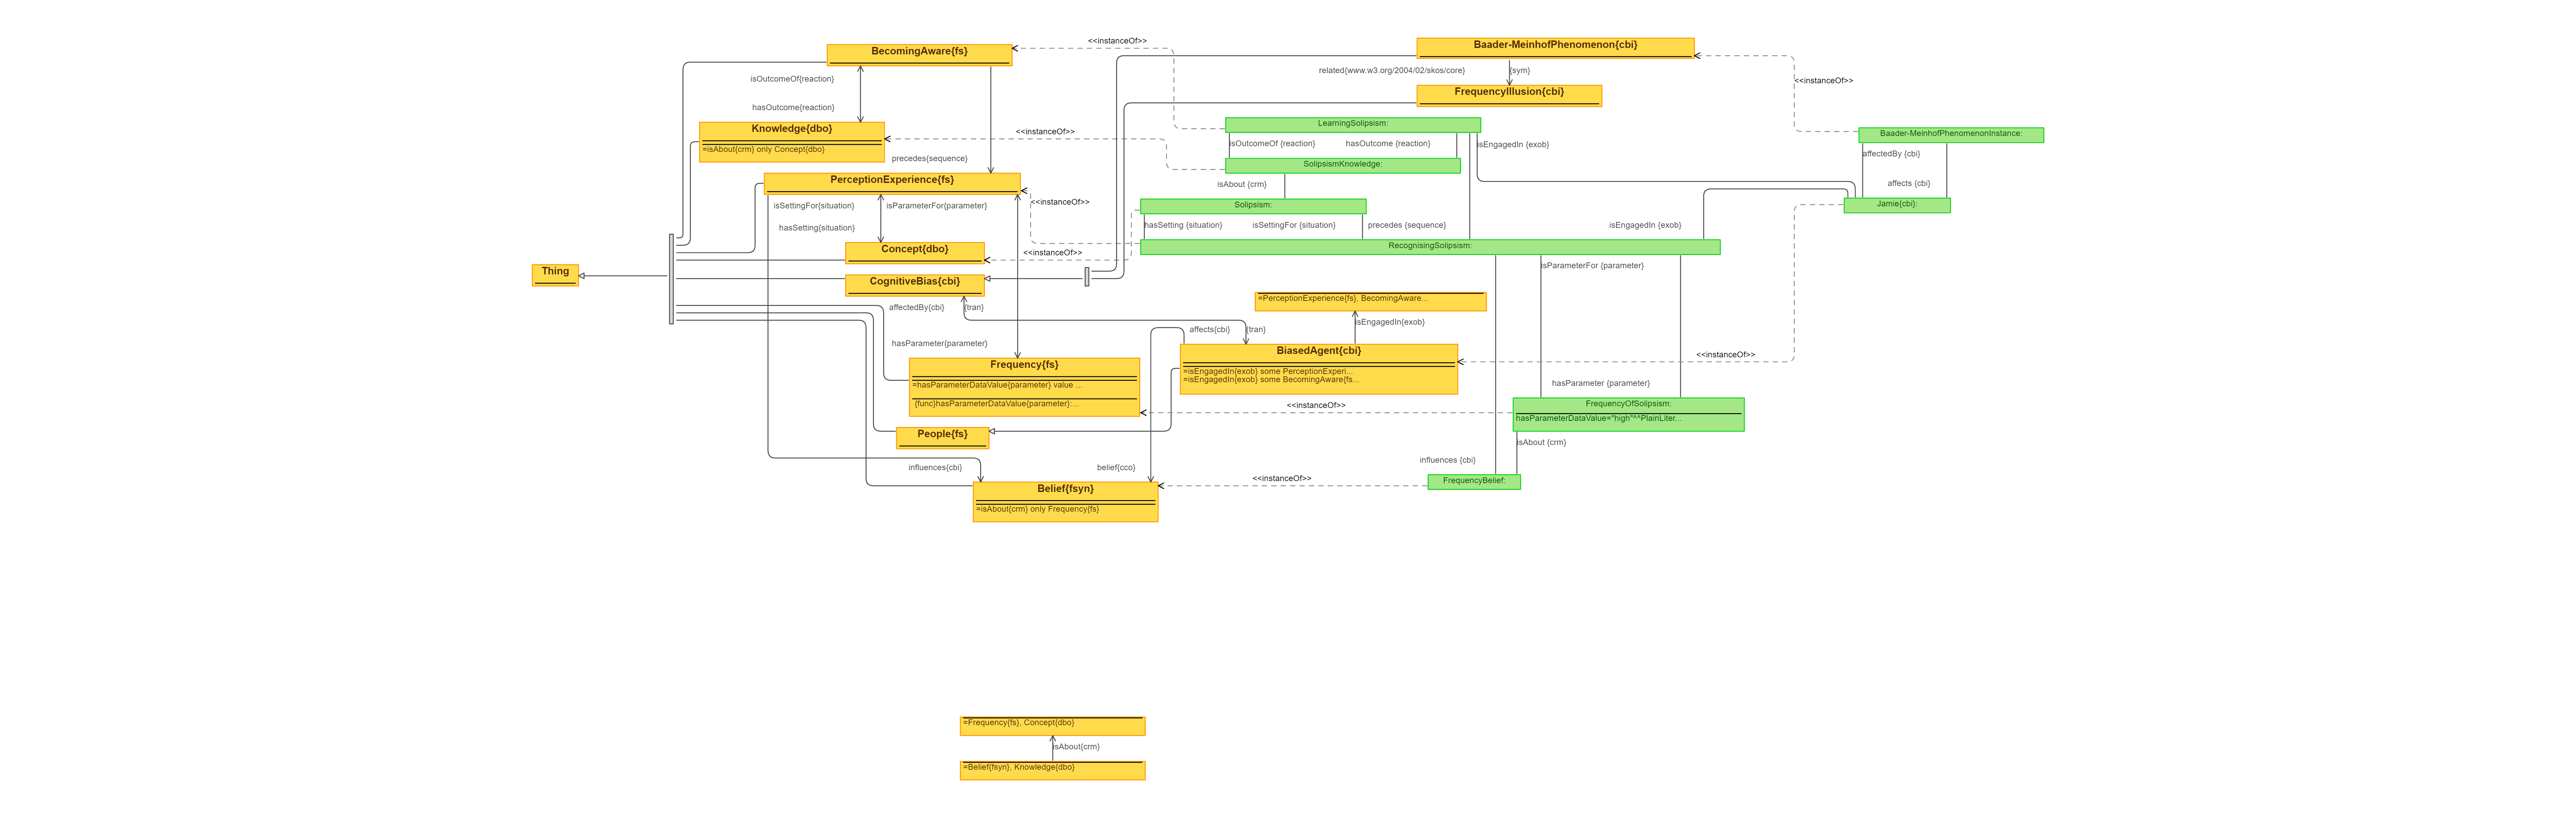 <<instanceOf>>
Baader-MeinhofPhenomenon{cbi}
BecomingAware{fs}
related{www.w3.org/2004/02/skos/core}
{sym}
isOutcomeOf{reaction}
<<instanceOf>>
FrequencyIllusion{cbi}
hasOutcome{reaction}
LearningSolipsism:
Knowledge{dbo}
<<instanceOf>>
Baader-MeinhofPhenomenonInstance:
=isAbout{crm} only Concept{dbo}
isOutcomeOf {reaction}
hasOutcome {reaction}
isEngagedIn {exob}
affectedBy {cbi}
precedes{sequence}
SolipsismKnowledge:
PerceptionExperience{fs}
isAbout {crm}
affects {cbi}
isSettingFor{situation}
isParameterFor{parameter}
<<instanceOf>>
Solipsism:
Jamie{cbi}:
hasSetting{situation}
hasSetting {situation}
isSettingFor {situation}
precedes {sequence}
isEngagedIn {exob}
Concept{dbo}
<<instanceOf>>
RecognisingSolipsism:
Thing
isParameterFor {parameter}
CognitiveBias{cbi}
=PerceptionExperience{fs}, BecomingAware...
affectedBy{cbi}
{tran}
isEngagedIn{exob}
affects{cbi}
{tran}
hasParameter{parameter}
BiasedAgent{cbi}
<<instanceOf>>
Frequency{fs}
=isEngagedIn{exob} some PerceptionExperi...
=isEngagedIn{exob} some BecomingAware{fs...
=hasParameterDataValue{parameter} value ...
hasParameter {parameter}
{func}hasParameterDataValue{parameter}:...
<<instanceOf>>
FrequencyOfSolipsism:
hasParameterDataValue="high"^^PlainLiter...
People{fs}
isAbout {crm}
influences{cbi}
belief{cco}
influences {cbi}
<<instanceOf>>
FrequencyBelief:
Belief{fsyn}
=isAbout{crm} only Frequency{fs}
=Frequency{fs}, Concept{dbo}
isAbout{crm}
=Belief{fsyn}, Knowledge{dbo}